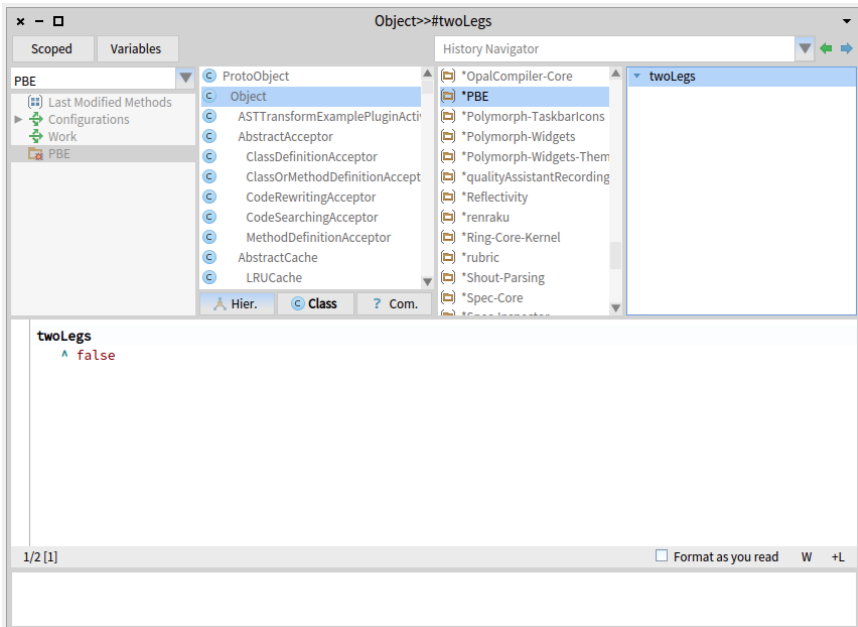 Object>>#twoLegs
Scoped
Variables
History Navigator
PBE
Last Modified Methods
Configurations
Work
PBE
ProtoObject
Object
ASTTransformExamplePluginActi
AbstractAcceptor
ClassDefinitionAcceptor
ClassOrMethodDefinitionAccept
CodeRewritingAcceptor
CodeSearchingAcceptor
MethodDefinitionAcceptor
AbstractCache
LRUCache
Hier.
Class
? Com.
*OpalCompiler-Core
*PBE
*Polymorph-TaskbarIcons
*Polymorph-Widgets
*Polymorph-Widgets-Them
*qualityAssistantRecording
*Reflectivity
*renraku
*Ring-Core-Kernel
*rubric
*Shout-Parsing
*Spec-Core
twoLegs
twoLegs
^ false
1/2 [1]
Format as you read
W
+L